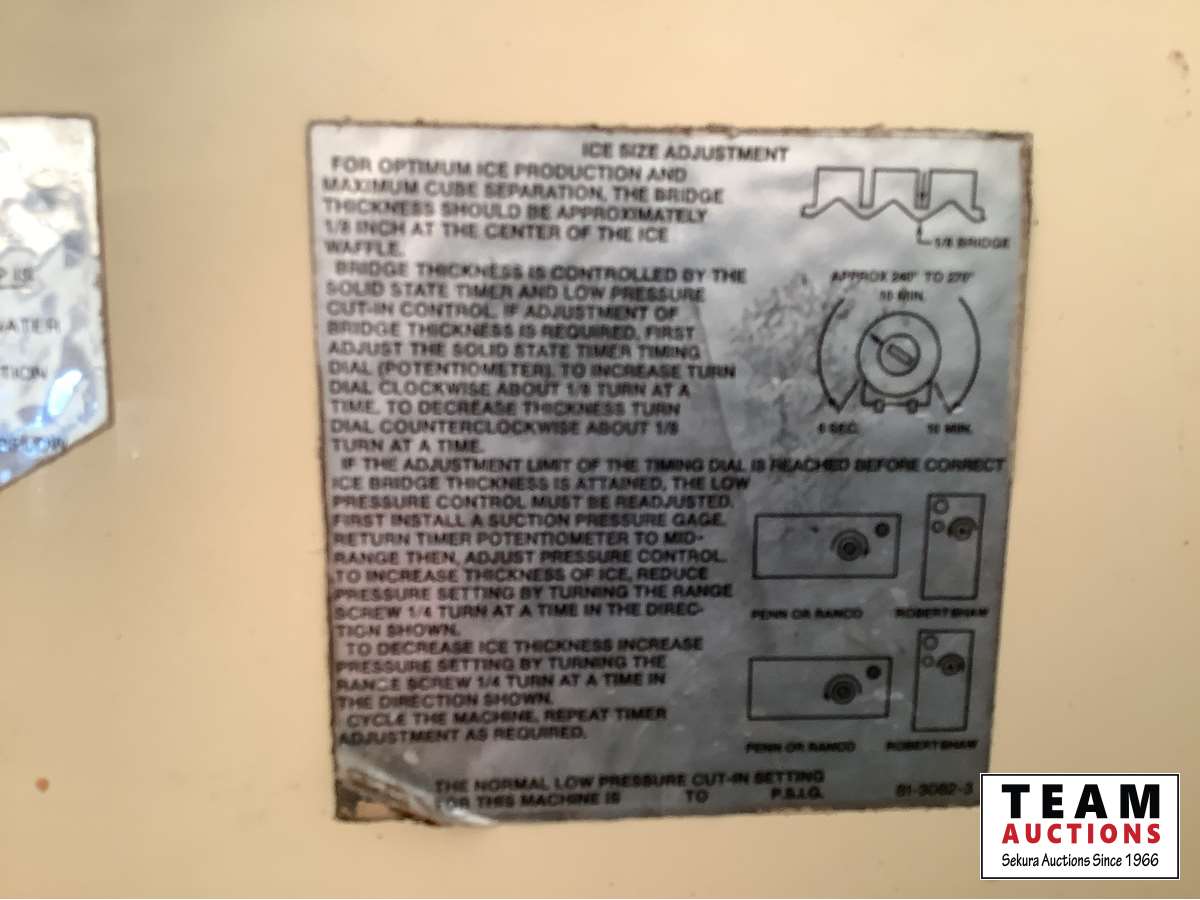 ICE SIZE ADJUSTMENT
FOR OPTIMUM ICE PRODUCTION AND
MAXIMUM CUBE SEPARATION, THE BRIDGE
THICKNESS SHOULD BE APPROXIMATELY
1/8 INCH AT THE CENTER OF THE ICE
WAFFLE.
1/8 BRIDGE
BRIDGE THICKNESS IS CONTROLLED BY THE
SOLID STATE TIMER AND LOW PRESSURE
CUT-IN CONTROL. IF ADJUSTMENT OF
BRIDGE THICKNESS IS REQUIRED, FIRST
ADJUST THE SOLID STATE TIMER TIMING
DIAL (POTENTIOMETER). TO INCREASE TURN
DIAL CLOCKWISE ABOUT 1/8 TURN AT A
TIME. TO DECREASE THICKNESS TURN
DIAL COUNTERCLOCKWISE ABOUT 1/8
TURN AT A TIME.
APPROX 240° TO 270°
MIN.
SEC.
MIN.
IF THE ADJUSTMENT LIMIT OF THE TIMING DIAL IS REACHED BEFORE CORRECT
ICE BRIDGE THICKNESS IS ATTAINED, THE LOW
PRESSURE CONTROL MUST BE READJUSTED.
FIRST INSTALL A SUCTION PRESSURE GAGE.
RETURN TIMER POTENTIOMETER TO MID-
RANGE THEN, ADJUST PRESSURE CONTROL.
TO INCREASE THICKNESS OF ICE, REDUCE
PRESSURE SETTING BY TURNING THE RANGE
SCREW 1/4 TURN AT A TIME IN THE DIREC-
TION SHOWN.
PENN OR RANCO
ROBERTSHAW
TO DECREASE ICE THICKNESS INCREASE
PRESSURE SETTING BY TURNING THE
RANGE SCREW 1/4 TURN AT A TIME IN
THE DIRECTION SHOWN.
CYCLE THE MACHINE, REPEAT TIMER
ADJUSTMENT AS REQUIRED.
PENN OR RANCO
ROBERTSHAW
THE NORMAL LOW PRESSURE CUT-IN SETTING
FOR THIS MACHINE IS TO P.S.I.G.
81-3082-3
TEAM
AUCTIONS
Sekura Auctions Since 1966